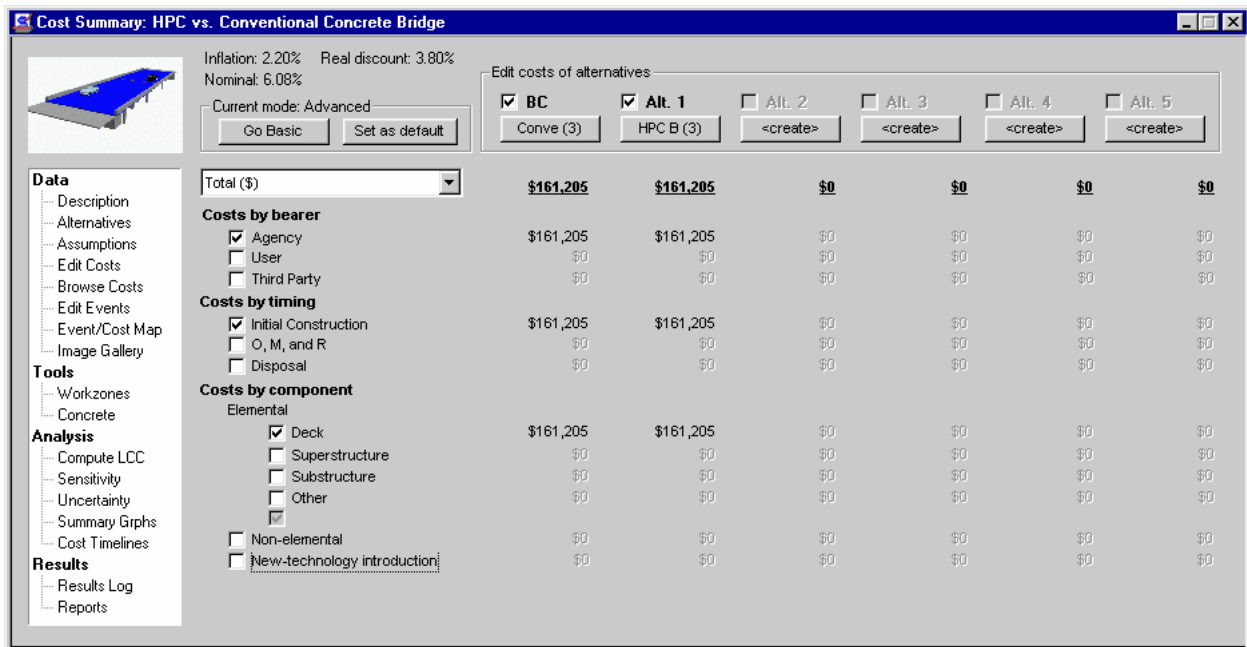 Cost Summary: HPC vs. Conventional Concrete Bridge
Inflation: 2.20% Real discount: 3.80%
Nominal: 6.08%
Current mode: Advanced
Go Basic Set as default
Edit costs of alternatives
BC Alt. 1 Alt. 2 Alt. 3 Alt. 4 Alt. 5
Conve (3) HPC B (3) <create> <create> <create> <create>
Data
Description
Alternatives
Assumptions
Edit Costs
Browse Costs
Edit Events
Event/Cost Map
Image Gallery
Tools
Workzones
Concrete
Analysis
Compute LCC
Sensitivity
Uncertainty
Summary Grphs
Cost Timelines
Results
Results Log
Reports
Total ($) $161,205 $161,205 $0 $0 $0 $0
Costs by bearer
Agency $161,205 $161,205 $0 $0 $0 $0
User $0 $0 $0 $0 $0 $0
Third Party $0 $0 $0 $0 $0 $0
Costs by timing
Initial Construction $161,205 $161,205 $0 $0 $0 $0
O, M, and R $0 $0 $0 $0 $0 $0
Disposal $0 $0 $0 $0 $0 $0
Costs by component
Elemental
Deck $161,205 $161,205 $0 $0 $0 $0
Superstructure $0 $0 $0 $0 $0 $0
Substructure $0 $0 $0 $0 $0 $0
Other $0 $0 $0 $0 $0 $0
Non-elemental $0 $0 $0 $0 $0 $0
New-technology introduction $0 $0 $0 $0 $0 $0